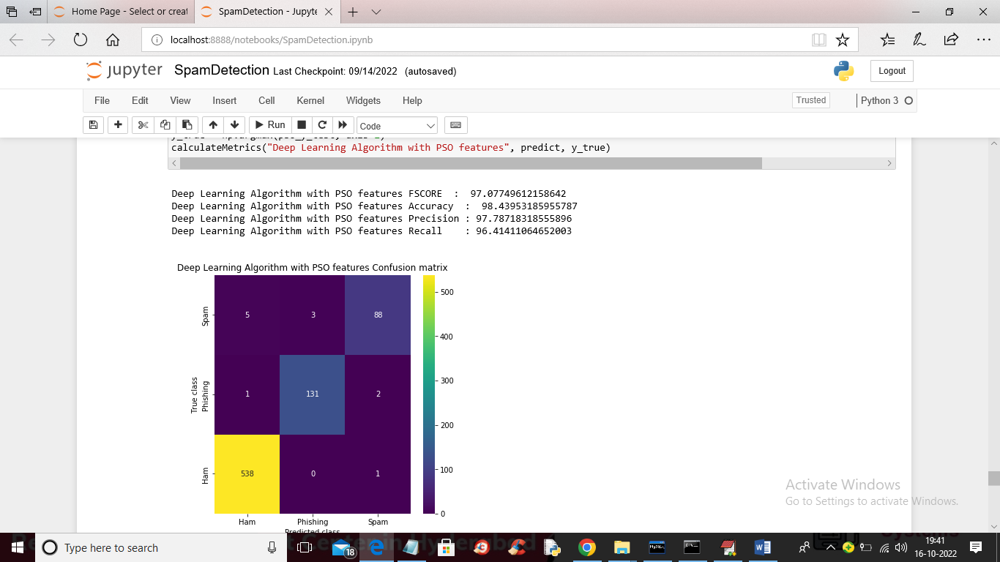 Home Page - Select or creat
SpamDetection - Jupyte
localhost:8888/notebooks/SpamDetection.ipynb
jupyter SpamDetection Last Checkpoint: 09/14/2022 (autosaved)
Logout
File Edit View Insert Cell Kernel Widgets Help
Trusted
Python 3
Run
Code
calculateMetrics("Deep Learning Algorithm with PSO features", predict, y_true)
Deep Learning Algorithm with PSO features FSCORE : 97.07749612158642
Deep Learning Algorithm with PSO features Accuracy : 98.43953185955787
Deep Learning Algorithm with PSO features Precision : 97.78718318555896
Deep Learning Algorithm with PSO features Recall : 96.41411064652003
Deep Learning Algorithm with PSO features Confusion matrix
Spam
5 3 88
True class
Phishing
1 131 2
Ham
538 0 1
500
400
300
200
100
0
Ham Phishing Spam
Predicted class
Activate Windows
Go to Settings to activate Windows.
Type here to search
18
19:41
16-10-2022